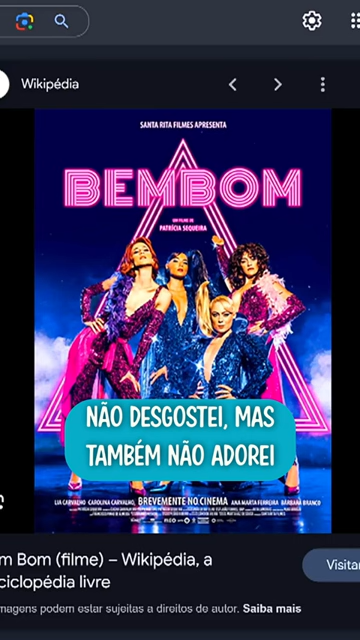 Wikipédia
SANTA RITA FILMES APRESENTA
BEM BOM
UM FILME DE
PATRÍCIA SEQUEIRA
NÃO DESGOSTEI, MAS
TAMBÉM NÃO ADOREI
LIA CARVALHO CAROLINA CARVALHO, BREVEMENTE NO CINEMA ANA MARTA FERREIRA BÁRBARA BRANCO
m Bom (filme) – Wikipédia, a
ciclopédia livre
Visitar
magens podem estar sujeitas a direitos de autor. Saiba mais